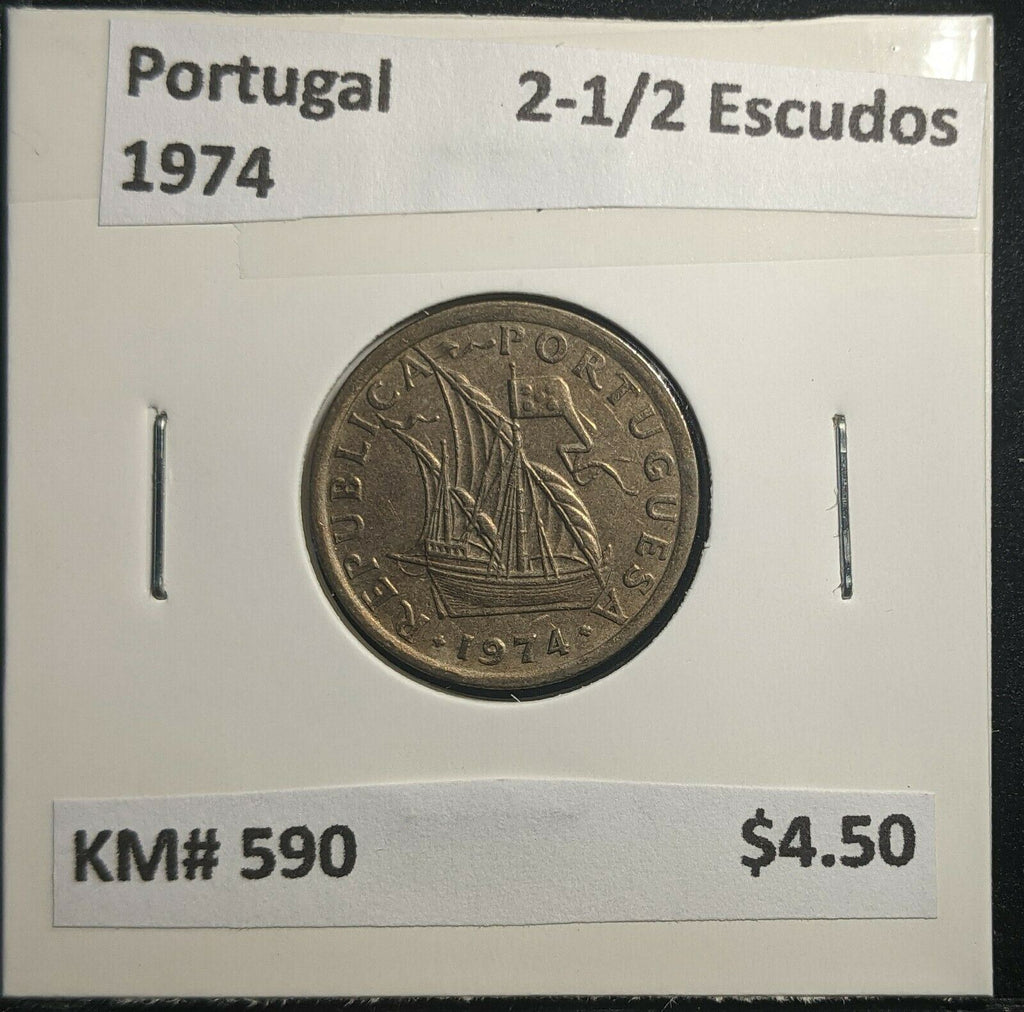 Portugal 2-1/2 Escudos
1974
REPUBLICA PORTUGUESA
1974
KM# 590 $4.50